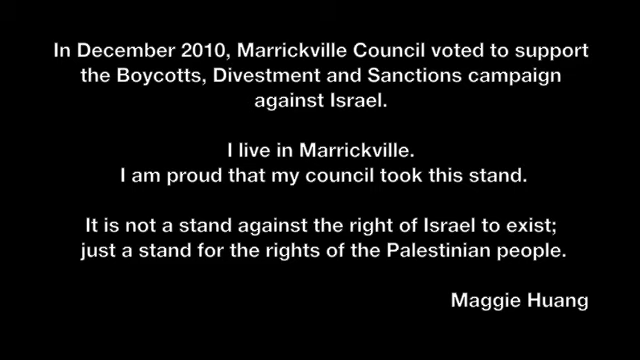 In December 2010, Marrickville Council voted to support
the Boycotts, Divestment and Sanctions campaign
against Israel.
I live in Marrickville.
I am proud that my council took this stand.
It is not a stand against the right of Israel to exist;
just a stand for the rights of the Palestinian people.
Maggie Huang